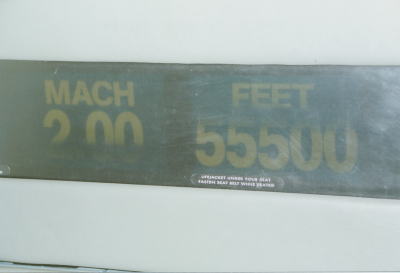 MACH FEET
2.00 55500
LIFEJACKET UNDER YOUR SEAT
FASTEN SEAT BELT WHILE SEATED